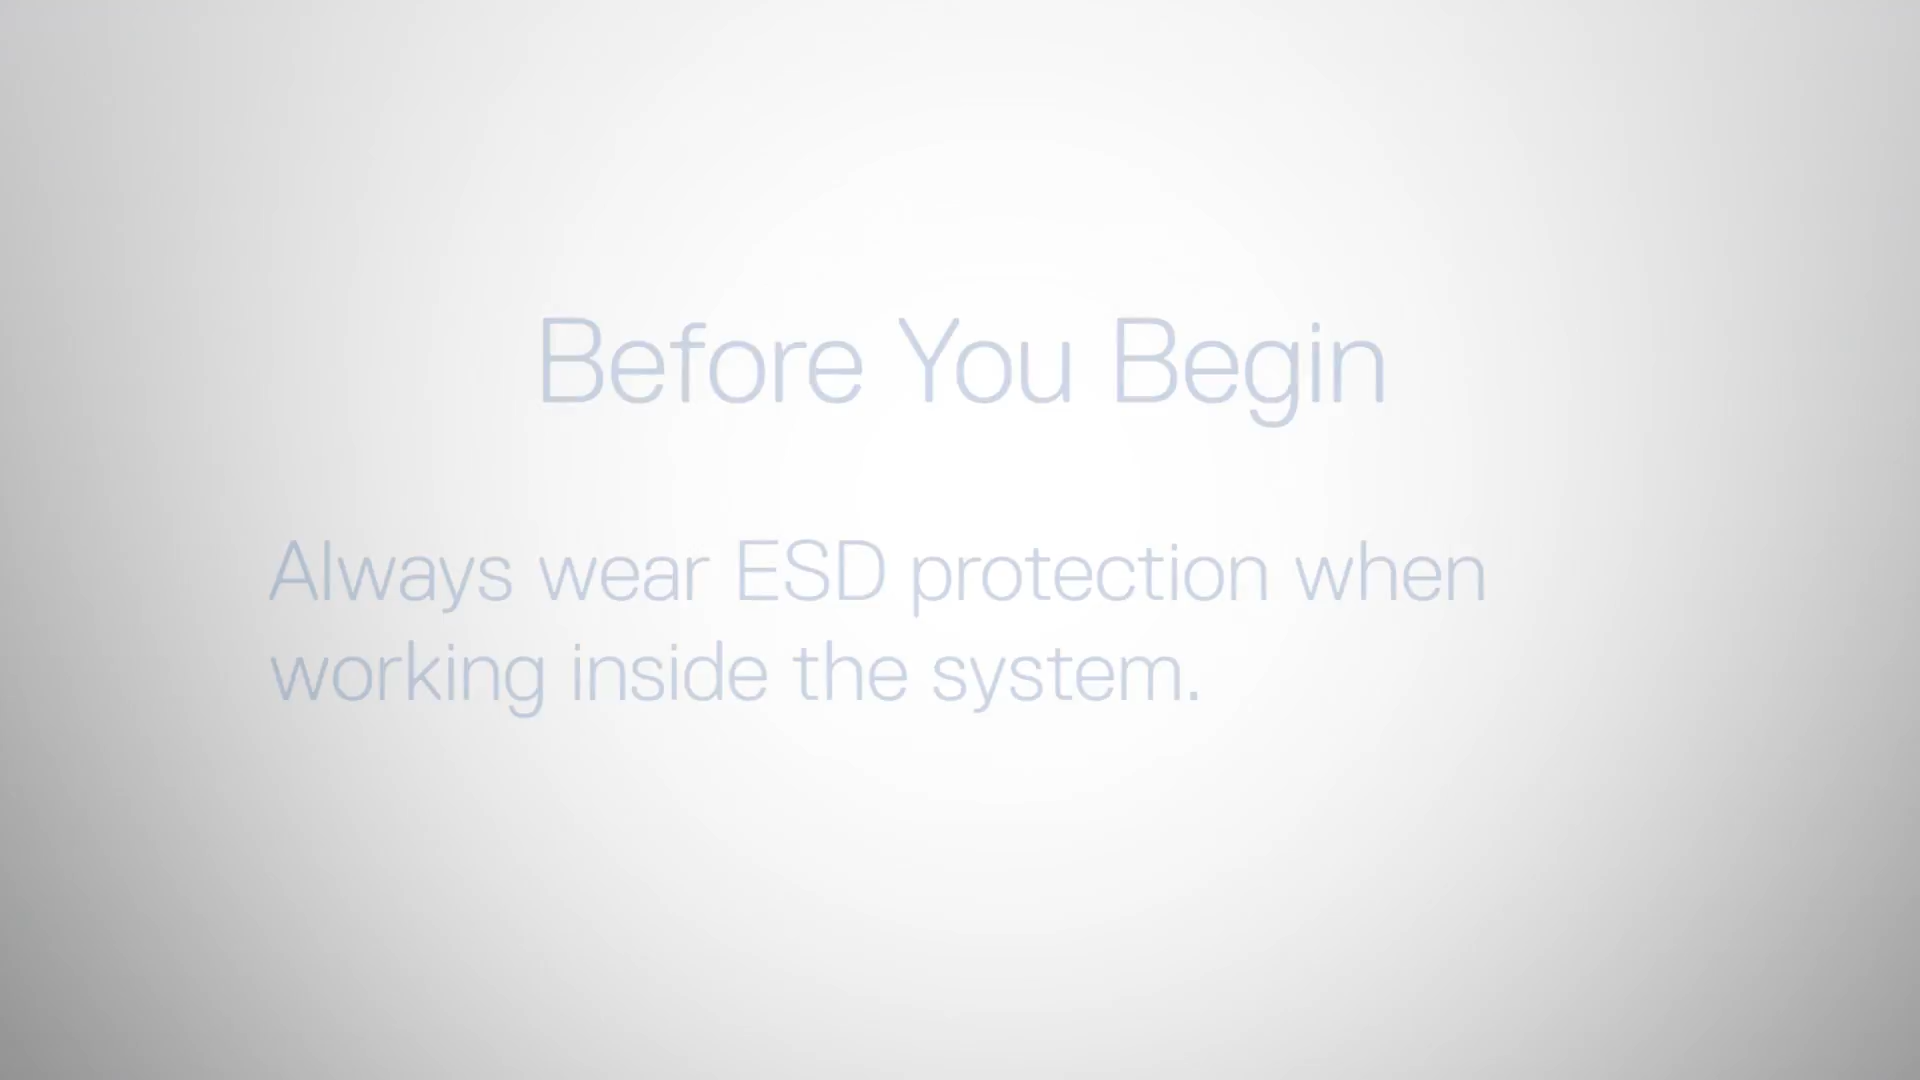 Before You Begin
Always wear ESD protection when
working inside the system.